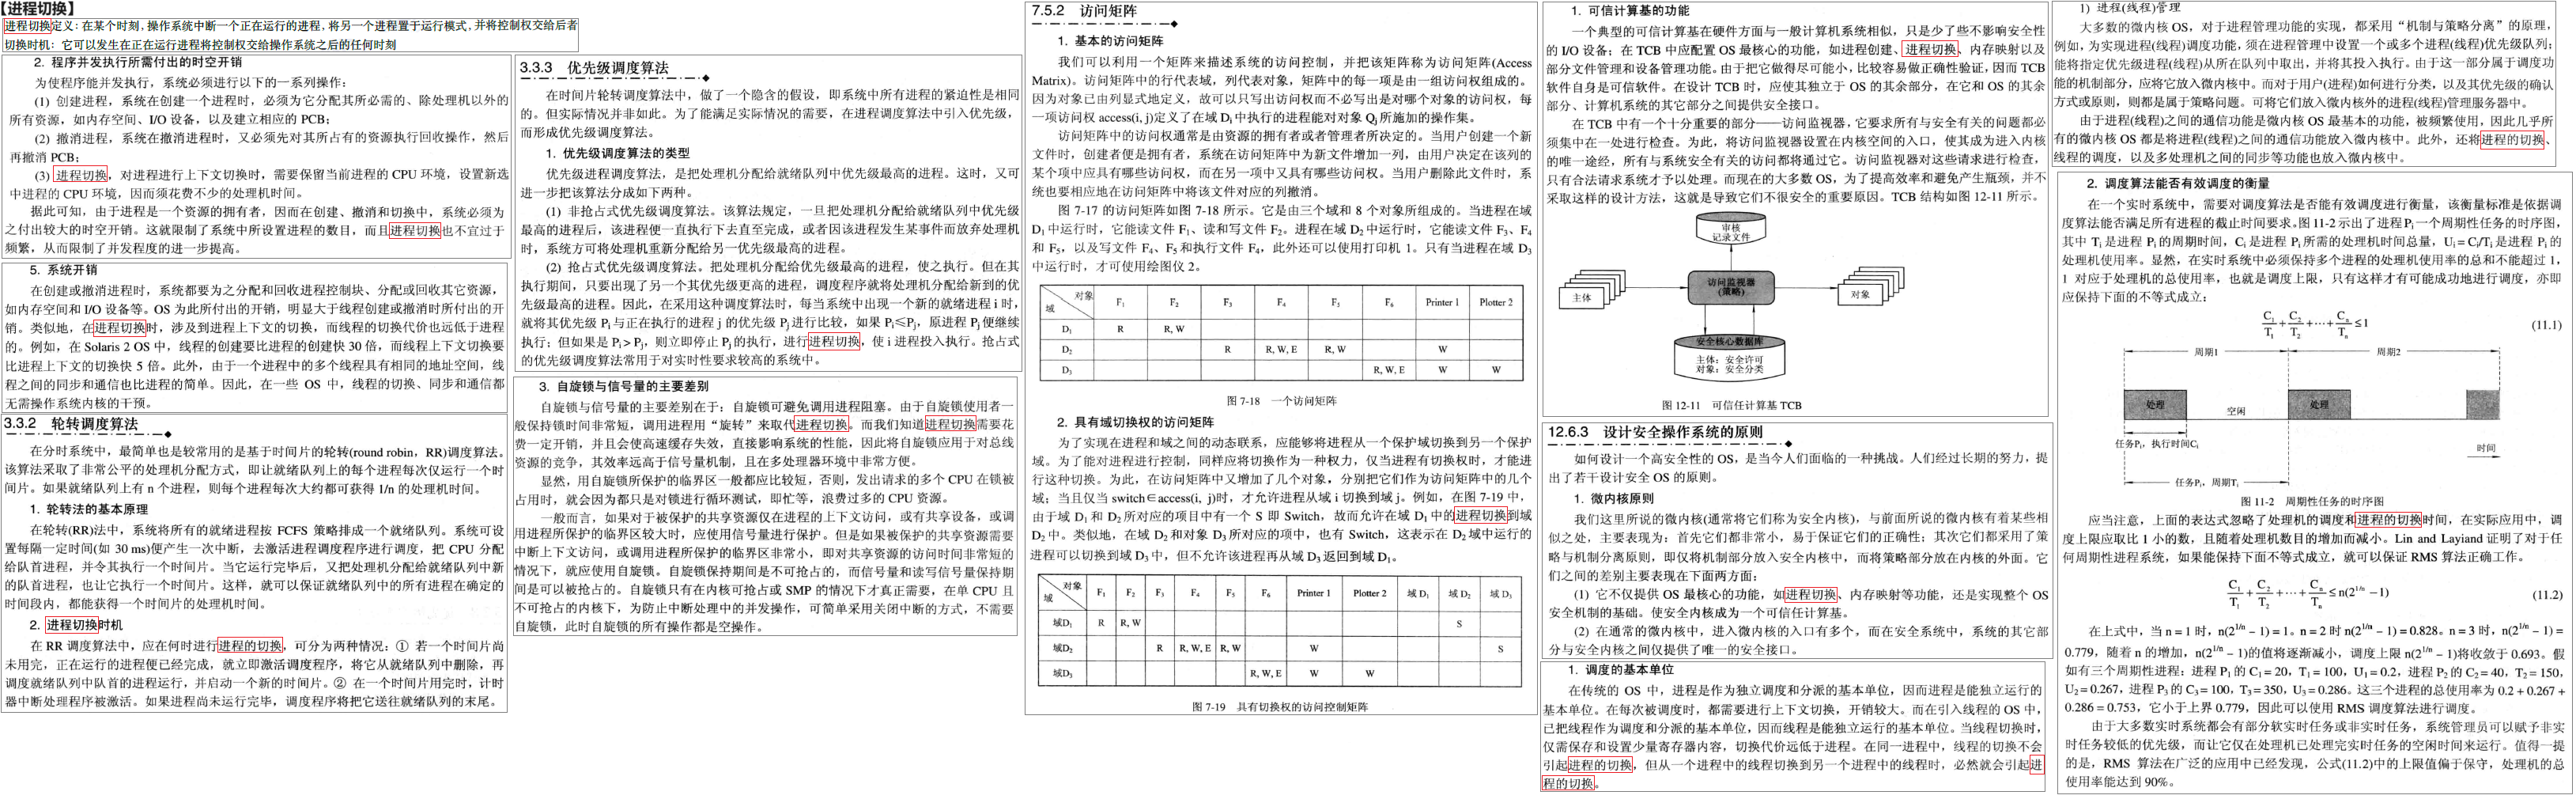 【进程切换】
进程切换定义：在某个时刻，操作系统中断一个正在运行的进程，将另一个进程置于运行模式，并将控制权交给后者
切换时机：它可以发生在正在运行进程将控制权交给操作系统之后的任何时刻
2. 程序并发执行所需付出的时空开销
为使程序能并发执行，系统必须进行以下的一系列操作：
(1) 创建进程，系统在创建一个进程时，必须为它分配其所必需的、除处理机以外的
所有资源，如内存空间、I/O 设备，以及建立相应的 PCB；
(2) 撤消进程，系统在撤消进程时，又必须先对其所占有的资源执行回收操作，然后
再撤消 PCB；
(3) 进程切换，对进程进行上下文切换时，需要保留当前进程的 CPU 环境，设置新选
中进程的 CPU 环境，因而须花费不少的处理机时间。
据此可知，由于进程是一个资源的拥有者，因而在创建、撤消和切换中，系统必须为
之付出较大的时空开销。这就限制了系统中所设置进程的数目，而且进程切换也不宜过于
频繁，从而限制了并发程度的进一步提高。
5. 系统开销
在创建或撤消进程时，系统都要为之分配和回收进程控制块、分配或回收其它资源，
如内存空间和 I/O 设备等。OS 为此所付出的开销，明显大于线程创建或撤消时所付出的开
销。类似地，在进程切换时，涉及到进程上下文的切换，而线程的切换代价也远低于进程
的。例如，在 Solaris 2 OS 中，线程的创建要比进程的创建快 30 倍，而线程上下文切换要
比进程上下文的切换快 5 倍。此外，由于一个进程中的多个线程具有相同的地址空间，线
程之间的同步和通信也比进程的简单。因此，在一些 OS 中，线程的切换、同步和通信都
无需操作系统内核的干预。
3.3.2 轮转调度算法
在分时系统中，最简单也是较常用的是基于时间片的轮转(round robin，RR)调度算法。
该算法采取了非常公平的处理机分配方式，即让就绪队列上的每个进程每次仅运行一个时
间片。如果就绪队列上有 n 个进程，则每个进程每次大约都可获得 1/n 的处理机时间。
1. 轮转法的基本原理
在轮转(RR)法中，系统将所有的就绪进程按 FCFS 策略排成一个就绪队列。系统可设
置每隔一定时间(如 30 ms)便产生一次中断，去激活进程调度程序进行调度，把 CPU 分配
给队首进程，并令其执行一个时间片。当它运行完毕后，又把处理机分配给就绪队列中新
的队首进程，也让它执行一个时间片。这样，就可以保证就绪队列中的所有进程在确定的
时间段内，都能获得一个时间片的处理机时间。
2. 进程切换时机
在 RR 调度算法中，应在何时进行进程的切换，可分为两种情况：① 若一个时间片尚
未用完，正在运行的进程便已经完成，就立即激活调度程序，将它从就绪队列中删除，再
调度就绪队列中队首的进程运行，并启动一个新的时间片。② 在一个时间片用完时，计时
器中断处理程序被激活。如果进程尚未运行完毕，调度程序将把它送往就绪队列的末尾。
3.3.3 优先级调度算法
在时间片轮转调度算法中，做了一个隐含的假设，即系统中所有进程的紧迫性是相同
的。但实际情况并非如此。为了能满足实际情况的需要，在进程调度算法中引入优先级，
而形成优先级调度算法。
1. 优先级调度算法的类型
优先级进程调度算法，是把处理机分配给就绪队列中优先级最高的进程。这时，又可
进一步把该算法分成如下两种。
(1) 非抢占式优先级调度算法。该算法规定，一旦把处理机分配给就绪队列中优先级
最高的进程后，该进程便一直执行下去直至完成，或者因该进程发生某事件而放弃处理机
时，系统方可将处理机重新分配给另一优先级最高的进程。
(2) 抢占式优先级调度算法。把处理机分配给优先级最高的进程，使之执行。但在其
执行期间，只要出现了另一个其优先级更高的进程，调度程序就将处理机分配给新到的优
先级最高的进程。因此，在采用这种调度算法时，每当系统中出现一个新的就绪进程 i 时，
就将其优先级 Pi 与正在执行的进程 j 的优先级 Pj 进行比较，如果 Pi≤Pj，原进程 Pj 便继续
执行；但如果是 Pi＞Pj，则立即停止 Pj 的执行，进行进程切换，使 i 进程投入执行。抢占式
的优先级调度算法常用于对实时性要求较高的系统中。
3. 自旋锁与信号量的主要差别
自旋锁与信号量的主要差别在于：自旋锁可避免调用进程阻塞。由于自旋锁使用者一
般保持锁时间非常短，调用进程用“旋转”来取代进程切换。而我们知道进程切换需要花
费一定开销，并且会使高速缓存失效，直接影响系统的性能，因此将自旋锁应用于对总线
资源的竞争，其效率远高于信号量机制，且在多处理器环境中非常方便。
显然，用自旋锁所保护的临界区一般都应比较短，否则，发出请求的多个 CPU 在锁被
占用时，就会因为都只是对锁进行循环测试，即忙等，浪费过多的 CPU 资源。
一般而言，如果对于被保护的共享资源仅在进程的上下文访问，或有共享设备，或调
用进程所保护的临界区较大时，应使用信号量进行保护。但是如果被保护的共享资源需要
中断上下文访问，或调用进程所保护的临界区非常小，即对共享资源的访问时间非常短的
情况下，就应使用自旋锁。自旋锁保持期间是不可抢占的，而信号量和读写信号量保持期
间是可以被抢占的。自旋锁只有在内核可抢占或 SMP 的情况下才真正需要，在单 CPU 且
不可抢占的内核下，为防止中断处理中的并发操作，可简单采用关闭中断的方式，不需要
自旋锁，此时自旋锁的所有操作都是空操作。
7.5.2 访问矩阵
1. 基本的访问矩阵
我们可以利用一个矩阵来描述系统的访问控制，并把该矩阵称为访问矩阵(Access
Matrix)。访问矩阵中的行代表域，列代表对象，矩阵中的每一项是由一组访问权组成的。
因为对象已由列显式地定义，故可以只写出访问权而不必写出是对哪个对象的访问权，每
一项访问权 access(i, j)定义了在域 Di 中执行的进程能对对象 Qj 所施加的操作集。
访问矩阵中的访问权通常是由资源的拥有者或者管理者所决定的。当用户创建一个新
文件时，创建者便是拥有者，系统在访问矩阵中为新文件增加一列，由用户决定在该列的
某个项中应具有哪些访问权，而在另一项中又具有哪些访问权。当用户删除此文件时，系
统也要相应地在访问矩阵中将该文件对应的列撤消。
图 7-17 的访问矩阵如图 7-18 所示。它是由三个域和 8 个对象所组成的。当进程在域
D1 中运行时，它能读文件 F1、读和写文件 F2。进程在域 D2 中运行时，它能读文件 F3、F4
和 F5，以及写文件 F4、F5 和执行文件 F4，此外还可以使用打印机 1。只有当进程在域 D3
中运行时，才可使用绘图仪 2。
对象 域 F1 F2 F3 F4 F5 F6 Printer 1 Plotter 2
D1 R R, W
D2 R R, W, E R, W W
D3 R, W, E W W
图 7-18 一个访问矩阵
2. 具有域切换权的访问矩阵
为了实现在进程和域之间的动态联系，应能够将进程从一个保护域切换到另一个保护
域。为了能对进程进行控制，同样应将切换作为一种权力，仅当进程有切换权时，才能进
行这种切换。为此，在访问矩阵中又增加了几个对象，分别把它们作为访问矩阵中的几个
域；当且仅当 switch∈access(i, j)时，才允许进程从域 i 切换到域 j。例如，在图 7-19 中，
由于域 D1 和 D2 所对应的项目中有一个 S 即 Switch，故而允许在域 D1 中的进程切换到域
D2 中。类似地，在域 D2 和对象 D3 所对应的项中，也有 Switch，这表示在 D2 域中运行的
进程可以切换到域 D3 中，但不允许该进程再从域 D3 返回到域 D1。
对象 域 F1 F2 F3 F4 F5 F6 Printer 1 Plotter 2 域 D1 域 D2 域 D3
域D1 R R, W S
域D2 R R, W, E R, W W S
域D3 R, W, E W W
图 7-19 具有切换权的访问控制矩阵
1. 可信计算基的功能
一个典型的可信计算基在硬件方面与一般计算机系统相似，只是少了些不影响安全性
的 I/O 设备；在 TCB 中应配置 OS 最核心的功能，如进程创建、进程切换、内存映射以及
部分文件管理和设备管理功能。由于把它做得尽可能小，比较容易做正确性验证，因而 TCB
软件自身是可信软件。在设计 TCB 时，应使其独立于 OS 的其余部分，在它和 OS 的其余
部分、计算机系统的其它部分之间提供安全接口。
在 TCB 中有一个十分重要的部分——访问监视器，它要求所有与安全有关的问题都必
须集中在一处进行检查。为此，将访问监视器设置在内核空间的入口，使其成为进入内核
的唯一途经，所有与系统安全有关的访问都将通过它。访问监视器对这些请求进行检查，
只有合法请求系统才予以处理。而现在的大多数 OS，为了提高效率和避免产生瓶颈，并不
采取这样的设计方法，这就是导致它们不很安全的重要原因。TCB 结构如图 12-11 所示。
审核
记录文件
主体
访问监视器
(策略)
对象
安全核心数据库
主体：安全许可
对象：安全分类
图 12-11 可信任计算基 TCB
12.6.3 设计安全操作系统的原则
如何设计一个高安全性的 OS，是当今人们面临的一种挑战。人们经过长期的努力，提
出了若干设计安全 OS 的原则。
1. 微内核原则
我们这里所说的微内核(通常将它们称为安全内核)，与前面所说的微内核有着某些相
似之处，主要表现为：首先它们都非常小，易于保证它们的正确性；其次它们都采用了策
略与机制分离原则，即仅将机制部分放入安全内核中，而将策略部分放在内核的外面。它
们之间的差别主要表现在下面两方面：
(1) 它不仅提供 OS 最核心的功能，如进程切换、内存映射等功能，还是实现整个 OS
安全机制的基础。使安全内核成为一个可信任计算基。
(2) 在通常的微内核中，进入微内核的入口有多个，而在安全系统中，系统的其它部
分与安全内核之间仅提供了唯一的安全接口。
1. 调度的基本单位
在传统的 OS 中，进程是作为独立调度和分派的基本单位，因而进程是能独立运行的
基本单位。在每次被调度时，都需要进行上下文切换，开销较大。而在引入线程的 OS 中，
已把线程作为调度和分派的基本单位，因而线程是能独立运行的基本单位。当线程切换时，
仅需保存和设置少量寄存器内容，切换代价远低于进程。在同一进程中，线程的切换不会
引起进程的切换，但从一个进程中的线程切换到另一个进程中的线程时，必然就会引起进
程的切换。
1) 进程(线程)管理
大多数的微内核 OS，对于进程管理功能的实现，都采用“机制与策略分离”的原理，
例如，为实现进程(线程)调度功能，须在进程管理中设置一个或多个进程(线程)优先级队列；
能将指定优先级进程(线程)从所在队列中取出，并将其投入执行。由于这一部分属于调度功
能的机制部分，应将它放入微内核中。而对于用户(进程)如何进行分类，以及其优先级的确认
方式或原则，则都是属于策略问题。可将它们放入微内核外的进程(线程)管理服务器中。
由于进程(线程)之间的通信功能是微内核 OS 最基本的功能，被频繁使用，因此几乎所
有的微内核 OS 都是将进程(线程)之间的通信功能放入微内核中。此外，还将进程的切换、
线程的调度，以及多处理机之间的同步等功能也放入微内核中。
2. 调度算法能否有效调度的衡量
在一个实时系统中，需要对调度算法是否能有效调度进行衡量，该衡量标准是依据调
度算法能否满足所有进程的截止时间要求。图 11-2 示出了进程 Pi 一个周期性任务的时序图，
其中 Ti 是进程 Pi 的周期时间，Ci 是进程 Pi 所需的处理机时间总量，Ui = Ci/Ti 是进程 Pi 的
处理机使用率。显然，在实时系统中必须保持多个进程的处理机使用率的总和不能超过 1，
1 对应于处理机的总使用率，也就是调度上限，只有这样才有可能成功地进行调度，亦即
应保持下面的不等式成立：
C1/T1 + C2/T2 + ⋯ + Cn/Tn ≤ 1 (11.1)
周期1 周期2
处理 空闲 处理
任务Pi，执行时间Ci 时间
任务Pi，周期Ti
图 11-2 周期性任务的时序图
应当注意，上面的表达式忽略了处理机的调度和进程的切换时间，在实际应用中，调
度上限应取比 1 小的数，且随着处理机数目的增加而减小。Lin and Layiand 证明了对于任
何周期性进程系统，如果能保持下面不等式成立，就可以保证 RMS 算法正确工作。
C1/T1 + C2/T2 + ⋯ + Cn/Tn ≤ n(2^1/n − 1) (11.2)
在上式中，当 n = 1 时，n(2^1/n − 1) = 1。n = 2 时 n(2^1/n − 1) = 0.828。n = 3 时，n(2^1/n − 1) =
0.779，随着 n 的增加，n(2^1/n − 1)的值将逐渐减小，调度上限 n(2^1/n − 1)将收敛于 0.693。假
如有三个周期性进程：进程 P1 的 C1 = 20，T1 = 100，U1 = 0.2，进程 P2 的 C2 = 40，T2 = 150，
U2 = 0.267，进程 P3 的 C3 = 100，T3 = 350，U3 = 0.286。这三个进程的总使用率为 0.2 + 0.267 +
0.286 = 0.753，它小于上界 0.779，因此可以使用 RMS 调度算法进行调度。
由于大多数实时系统都会有部分软实时任务或非实时任务，系统管理员可以赋予非实
时任务较低的优先级，而让它仅在处理机已处理完实时任务的空闲时间来运行。值得一提
的是，RMS 算法在广泛的应用中已经发现，公式(11.2)中的上限值偏于保守，处理机的总
使用率能达到 90%。